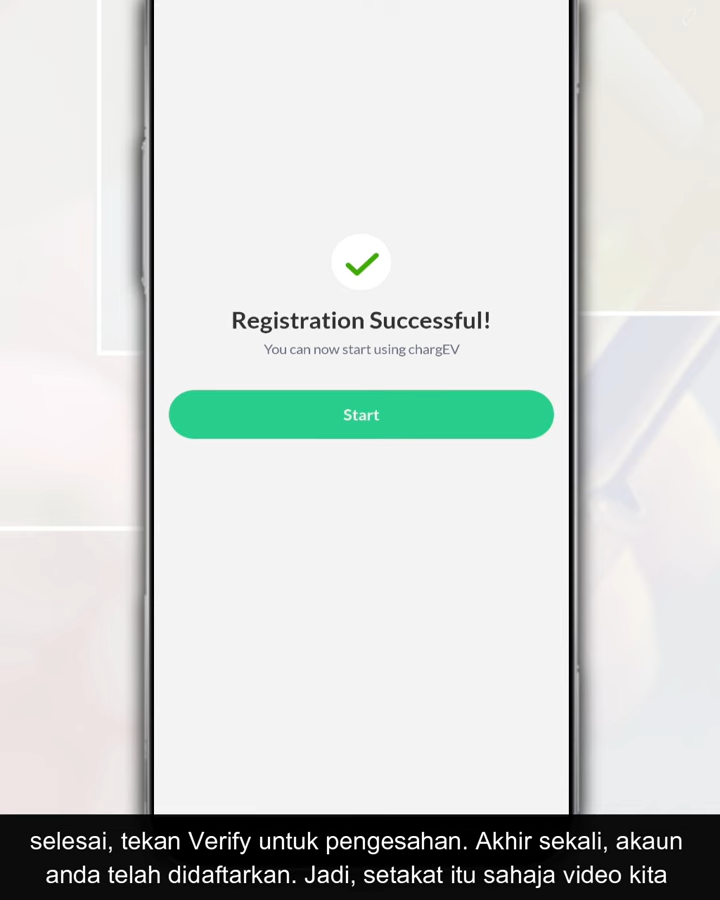 Registration Successful!
You can now start using chargEV
Start
selesai, tekan Verify untuk pengesahan. Akhir sekali, akaun
anda telah didaftarkan. Jadi, setakat itu sahaja video kita